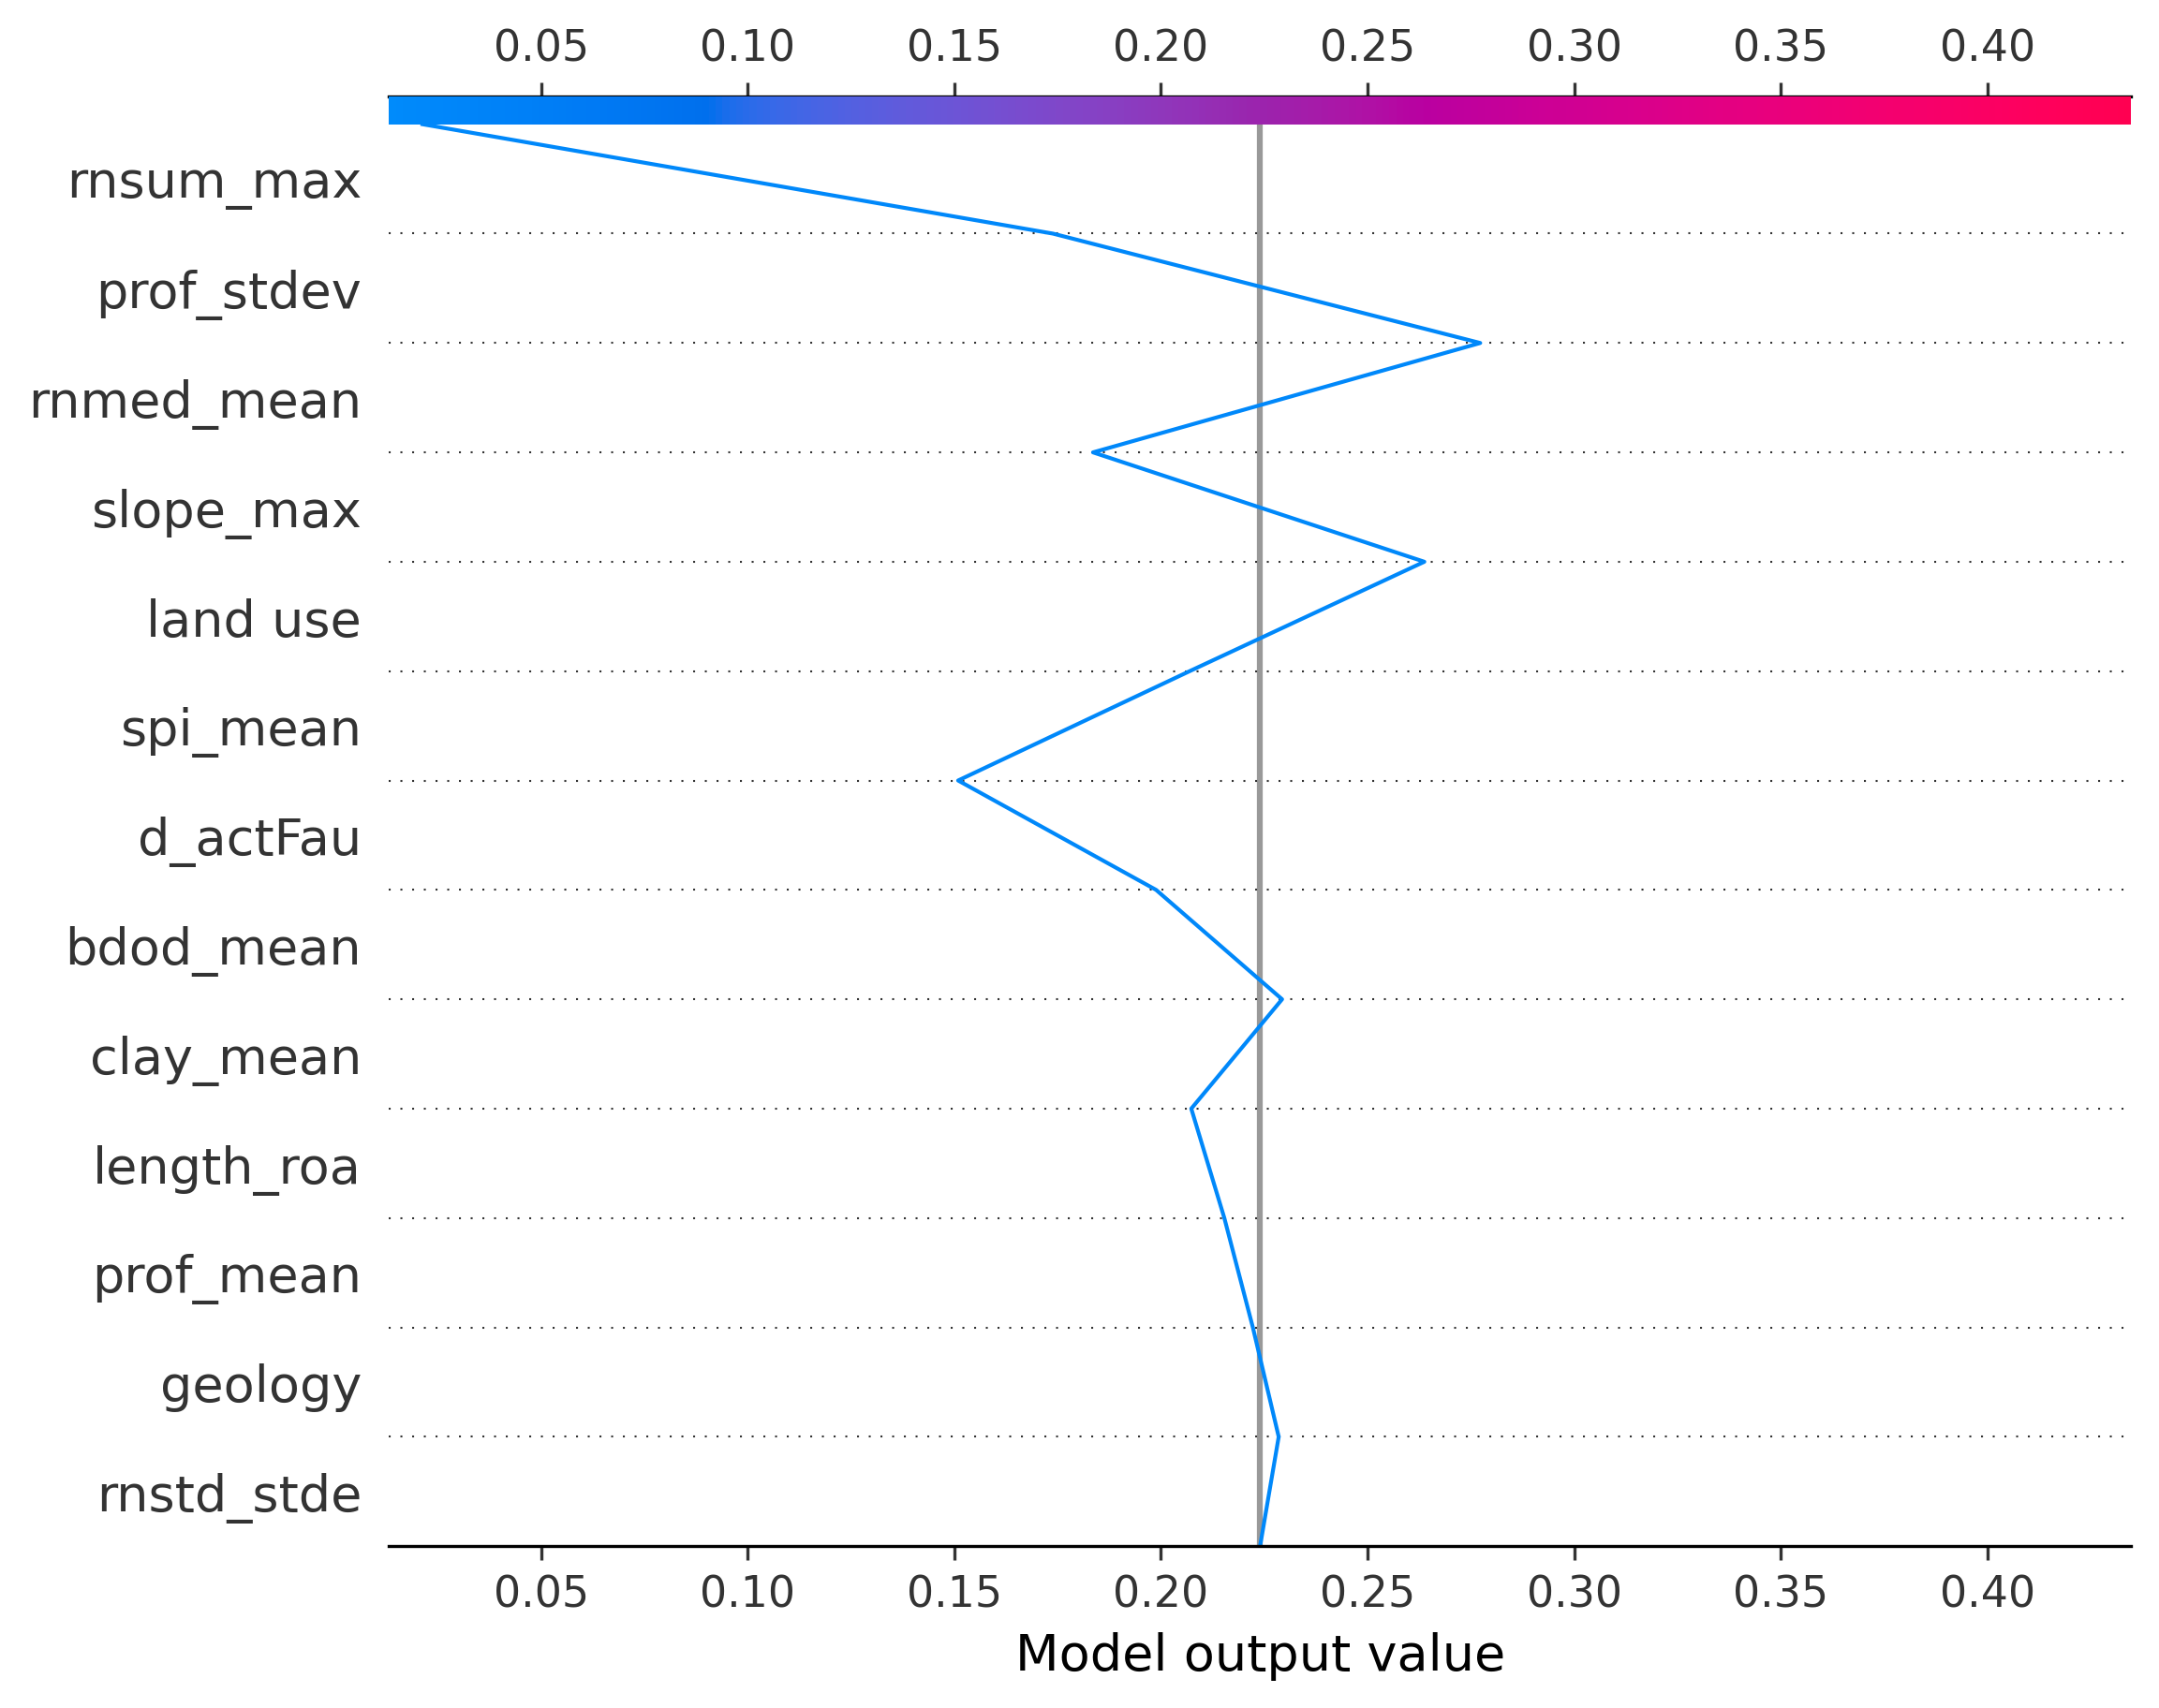 0.05 0.10 0.15 0.20 0.25 0.30 0.35 0.40
rnsum_max
prof_stdev
rnmed_mean
slope_max
land use
spi_mean
d_actFau
bdod_mean
clay_mean
length_roa
prof_mean
geology
rnstd_stde
0.05 0.10 0.15 0.20 0.25 0.30 0.35 0.40
Model output value